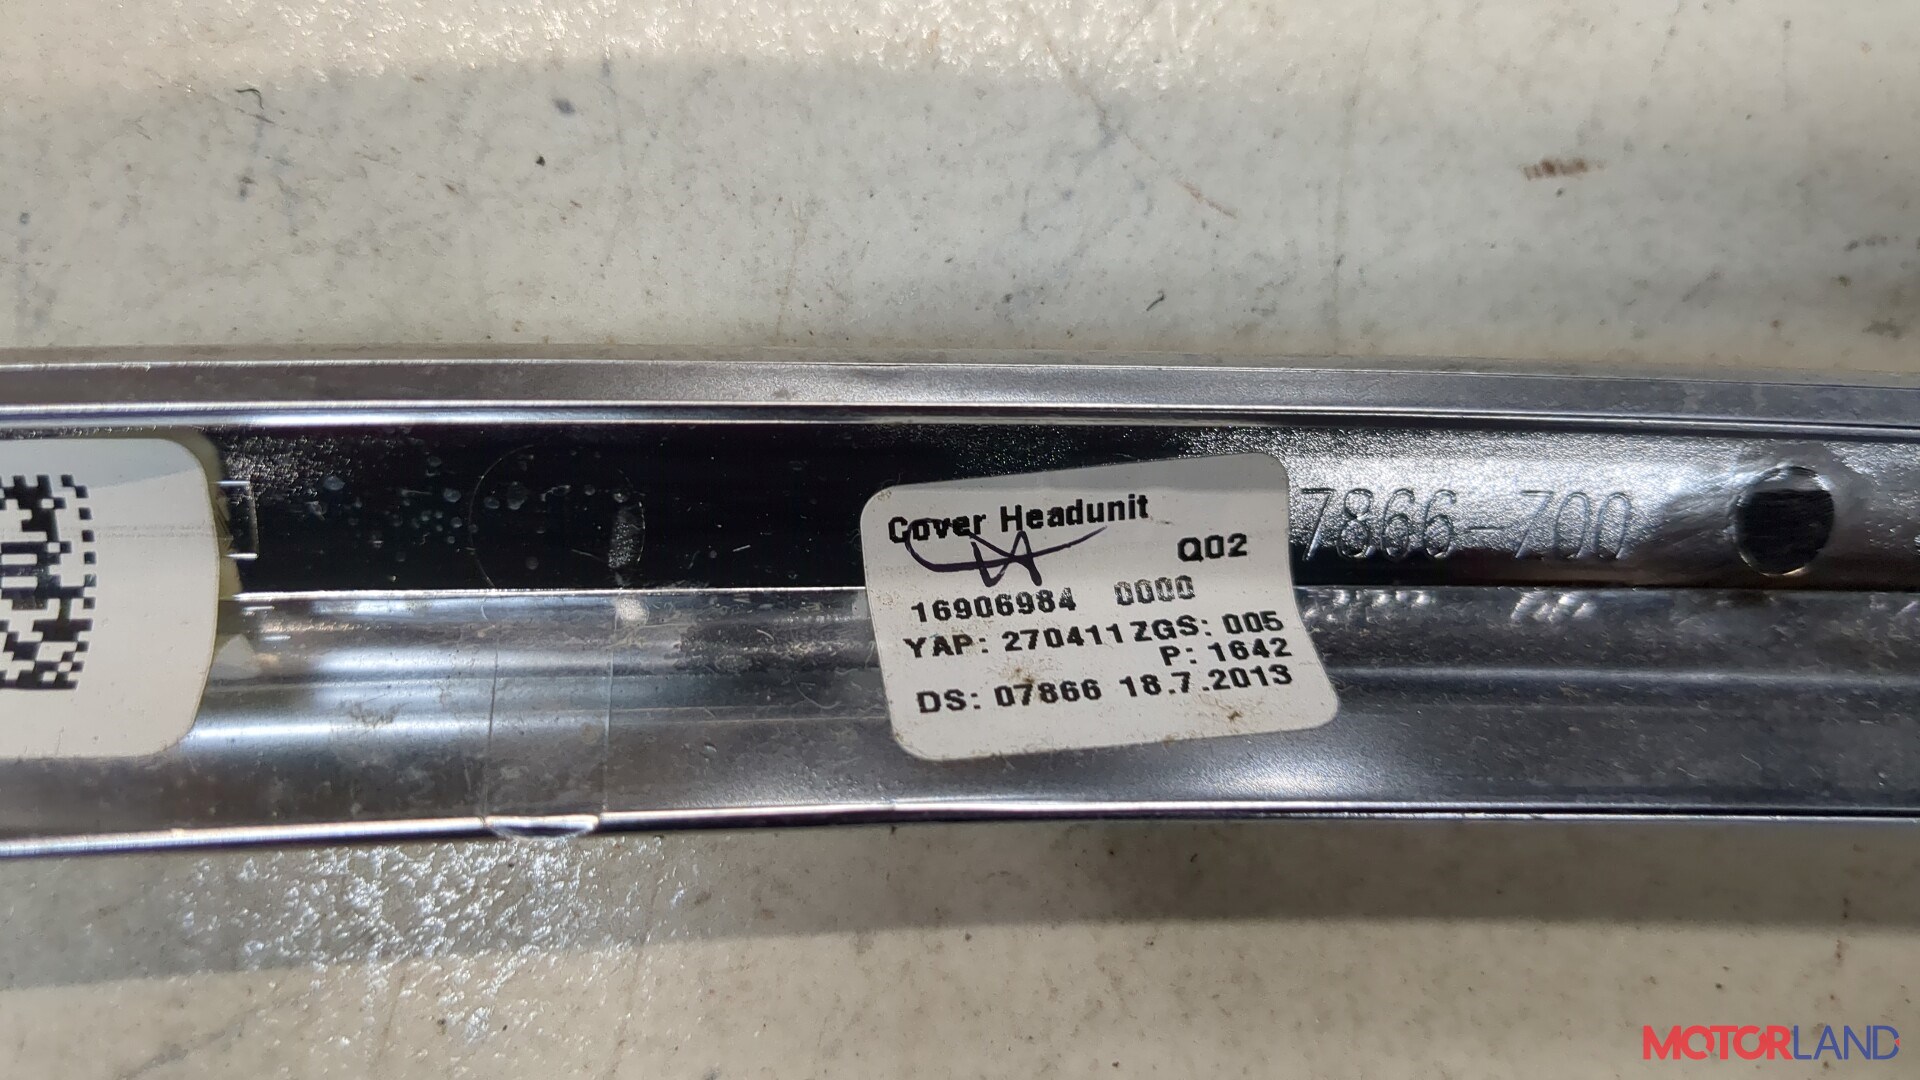 Cover Headunit
Q02
16906984 0000
YAP: 270411 ZGS: 005
P: 1642
DS: 07866 18.7.2013
7866-700
MOTORLAND